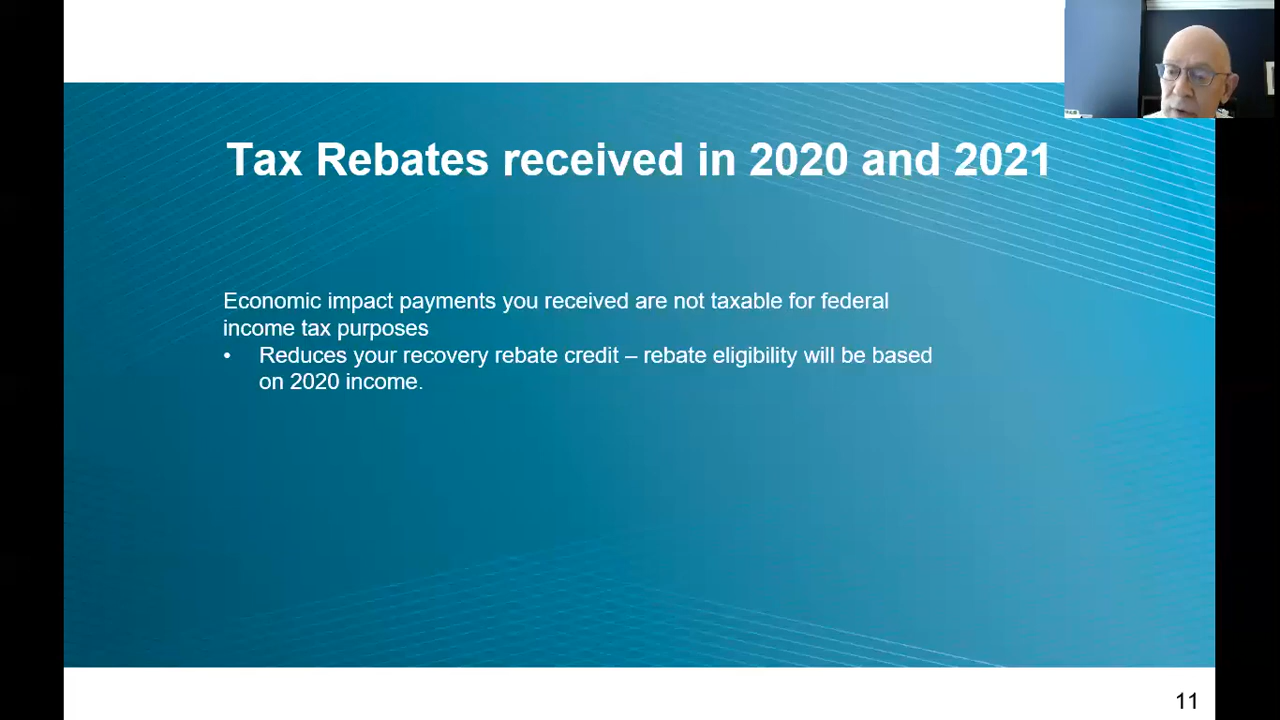 Tax Rebates received in 2020 and 2021
Economic impact payments you received are not taxable for federal
income tax purposes
• Reduces your recovery rebate credit – rebate eligibility will be based
on 2020 income.
11